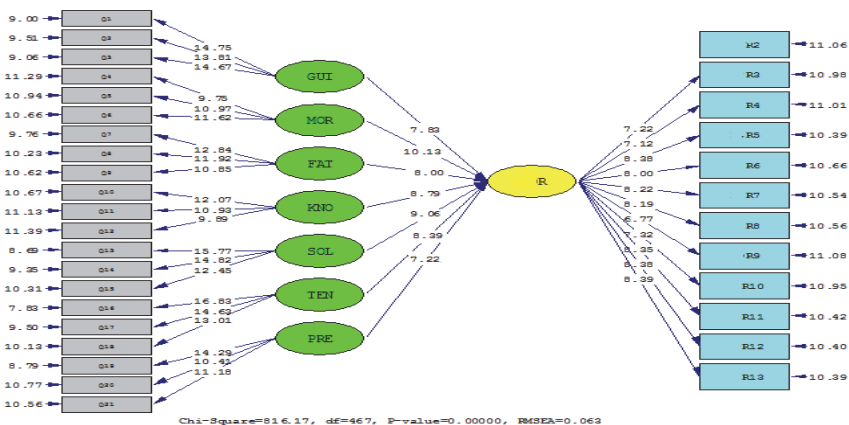 9.00 Q1
9.51 Q2
9.06 Q3
11.29 Q4
10.94 Q5
10.66 Q6
9.76 Q7
10.23 Q8
10.62 Q9
10.67 Q10
11.13 Q11
11.39 Q12
8.69 Q13
9.35 Q14
10.31 Q15
7.83 Q16
9.50 Q17
10.13 Q18
8.79 Q19
10.77 Q20
10.56 Q21
14.75
13.81
14.67
9.75
10.97
11.62
12.84
11.92
10.85
12.07
10.93
9.89
15.77
14.82
12.45
16.83
14.63
13.01
14.29
10.41
11.18
GUI
MOR
FAT
KNO
SOL
TEN
PRE
7.83
10.13
8.00
8.79
9.06
8.39
7.22
R
7.22
7.12
8.38
8.00
8.22
8.19
6.77
7.32
8.35
8.38
8.39
R2 11.06
R3 10.98
R4 11.01
R5 10.39
R6 10.66
R7 10.54
R8 10.56
R9 11.08
R10 10.95
R11 10.42
R12 10.40
R13 10.39
Chi-Square=816.17, df=467, P-value=0.00000, RMSEA=0.063